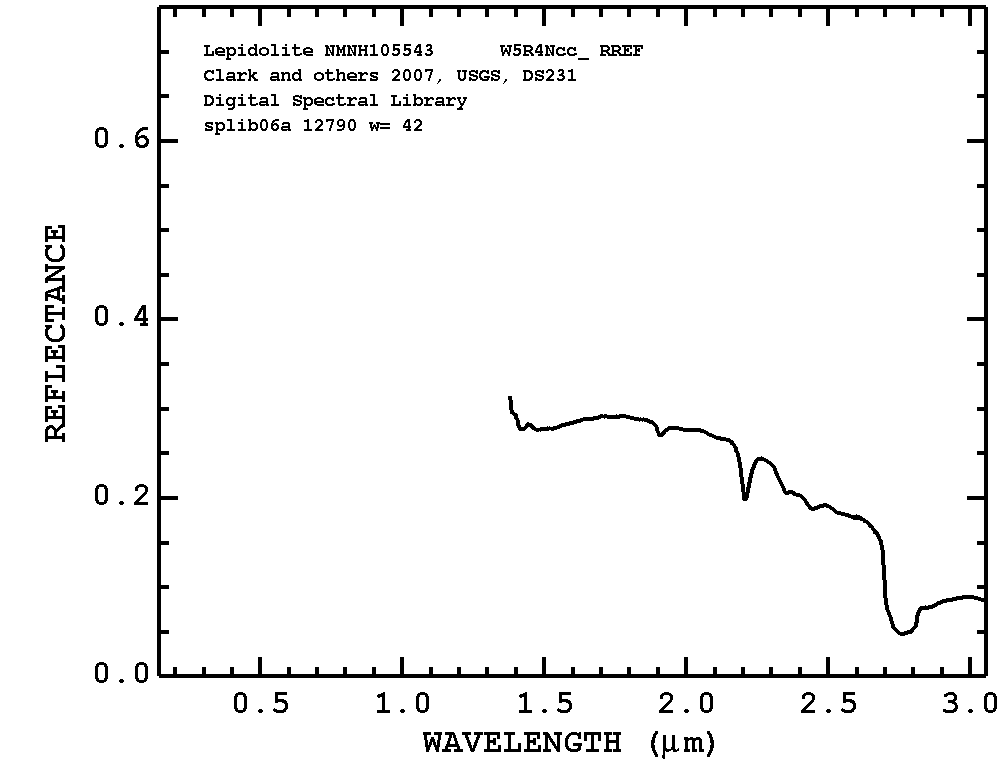 Lepidolite NMNH105543 W5R4Ncc_ RREF
Clark and others 2007, USGS, DS231
Digital Spectral Library
splib06a 12790 w= 42
REFLECTANCE
0.6
0.4
0.2
0.0
0.5 1.0 1.5 2.0 2.5 3.0
WAVELENGTH (μm)